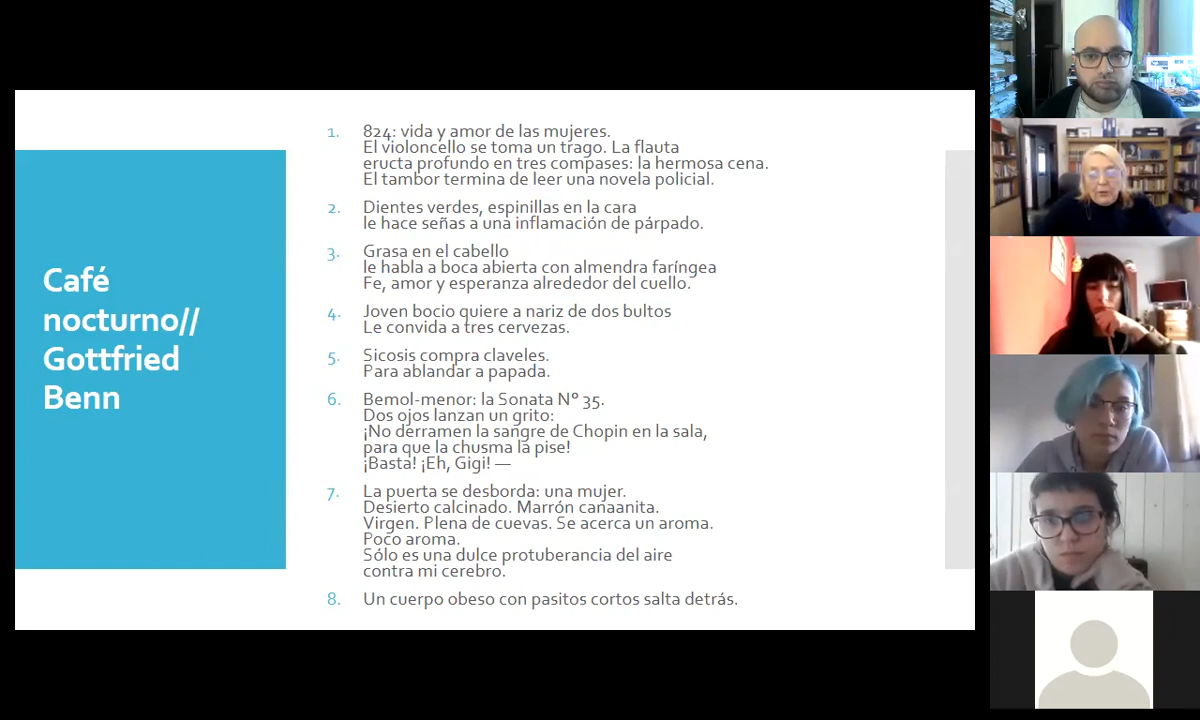 Café
nocturno//
Gottfried
Benn
1. 824: vida y amor de las mujeres.
El violoncello se toma un trago. La flauta
eructa profundo en tres compases: la hermosa cena.
El tambor termina de leer una novela policial.
2. Dientes verdes, espinillas en la cara
le hace señas a una inflamación de párpado.
3. Grasa en el cabello
le habla a boca abierta con almendra faríngea
Fe, amor y esperanza alrededor del cuello.
4. Joven bocio quiere a nariz de dos bultos
Le convida a tres cervezas.
5. Sicosis compra claveles.
Para ablandar a papada.
6. Bemol-menor: la Sonata Nº 35.
Dos ojos lanzan un grito:
¡No derramen la sangre de Chopin en la sala,
para que la chusma la pise!
¡Basta! ¡Eh, Gigi! —
7. La puerta se desborda: una mujer.
Desierto calcinado. Marrón canaanita.
Virgen. Plena de cuevas. Se acerca un aroma.
Poco aroma.
Sólo es una dulce protuberancia del aire
contra mi cerebro.
8. Un cuerpo obeso con pasitos cortos salta detrás.